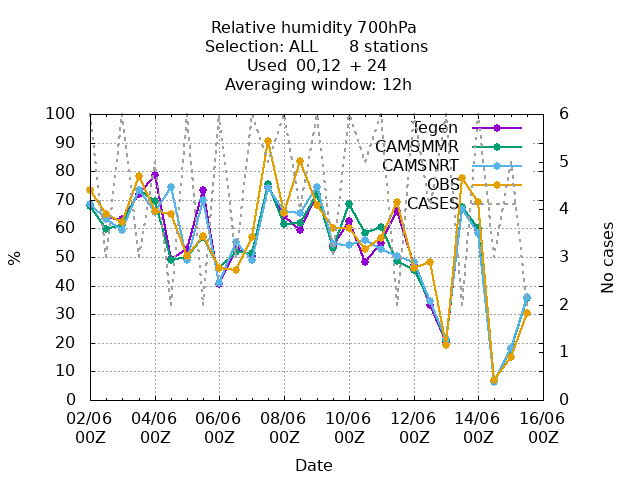 Relative humidity 700hPa
Selection: ALL 8 stations
Used 00,12 + 24
Averaging window: 12h
100
90
80
70
60
50
40
30
20
10
0
%
6
5
4
3
2
1
0
No cases
Tegen
CAMSMMR
CAMSNRT
OBS
CASES
02/06 04/06 06/06 08/06 10/06 12/06 14/06 16/06
00Z 00Z 00Z 00Z 00Z 00Z 00Z 00Z
Date